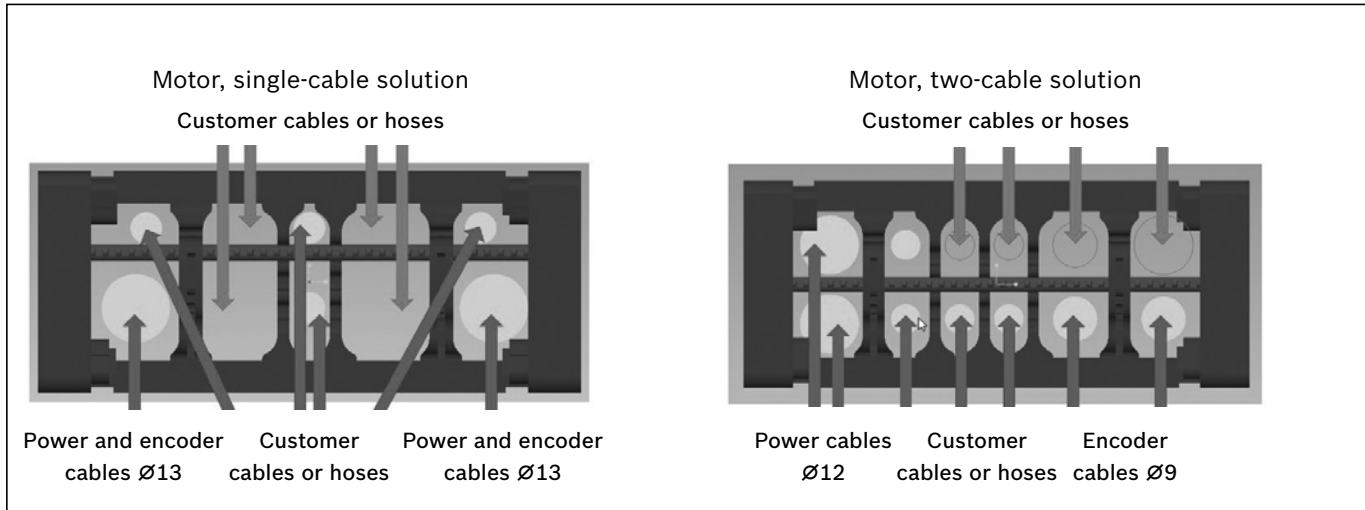 Motor, single-cable solution
Customer cables or hoses
Power and encoder
cables Ø13
Customer
cables or hoses
Power and encoder
cables Ø13
Motor, two-cable solution
Customer cables or hoses
Power cables
Ø12
Customer
cables or hoses
Encoder
cables Ø9